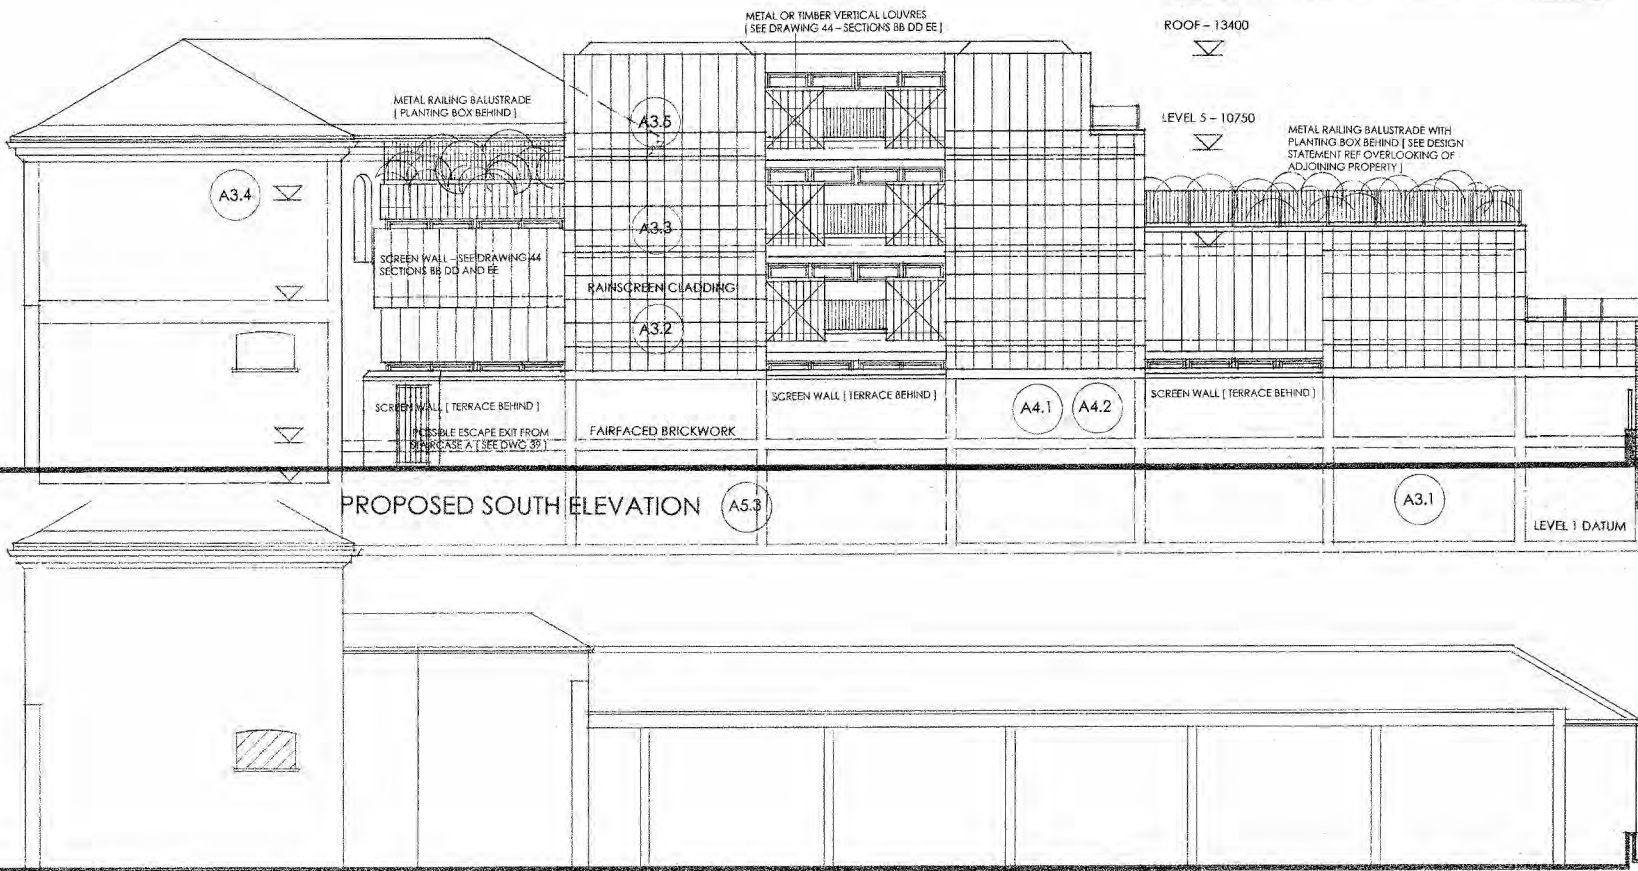 METAL OR TIMBER VERTICAL LOUVRES
[ SEE DRAWING 44 – SECTIONS BB DD EE ]
ROOF – 13400
METAL RAILING BALUSTRADE
[ PLANTING BOX BEHIND ]
A3.5
LEVEL 5 – 10750
METAL RAILING BALUSTRADE WITH
PLANTING BOX BEHIND [ SEE DESIGN
STATEMENT REF OVERLOOKING OF
ADJOINING PROPERTY ]
A3.4
A3.3
SCREEN WALL – SEE DRAWING 44
SECTIONS BB DD AND EE
RAINSCREEN CLADDING
A3.2
SCREEN WALL [ TERRACE BEHIND ]
SCREEN WALL [ TERRACE BEHIND ]
A4.1
A4.2
SCREEN WALL [ TERRACE BEHIND ]
POSSIBLE ESCAPE EXIT FROM
STAIRCASE A [ SEE DWG 39 ]
FAIRFACED BRICKWORK
PROPOSED SOUTH ELEVATION
A5.3
A3.1
LEVEL 1 DATUM